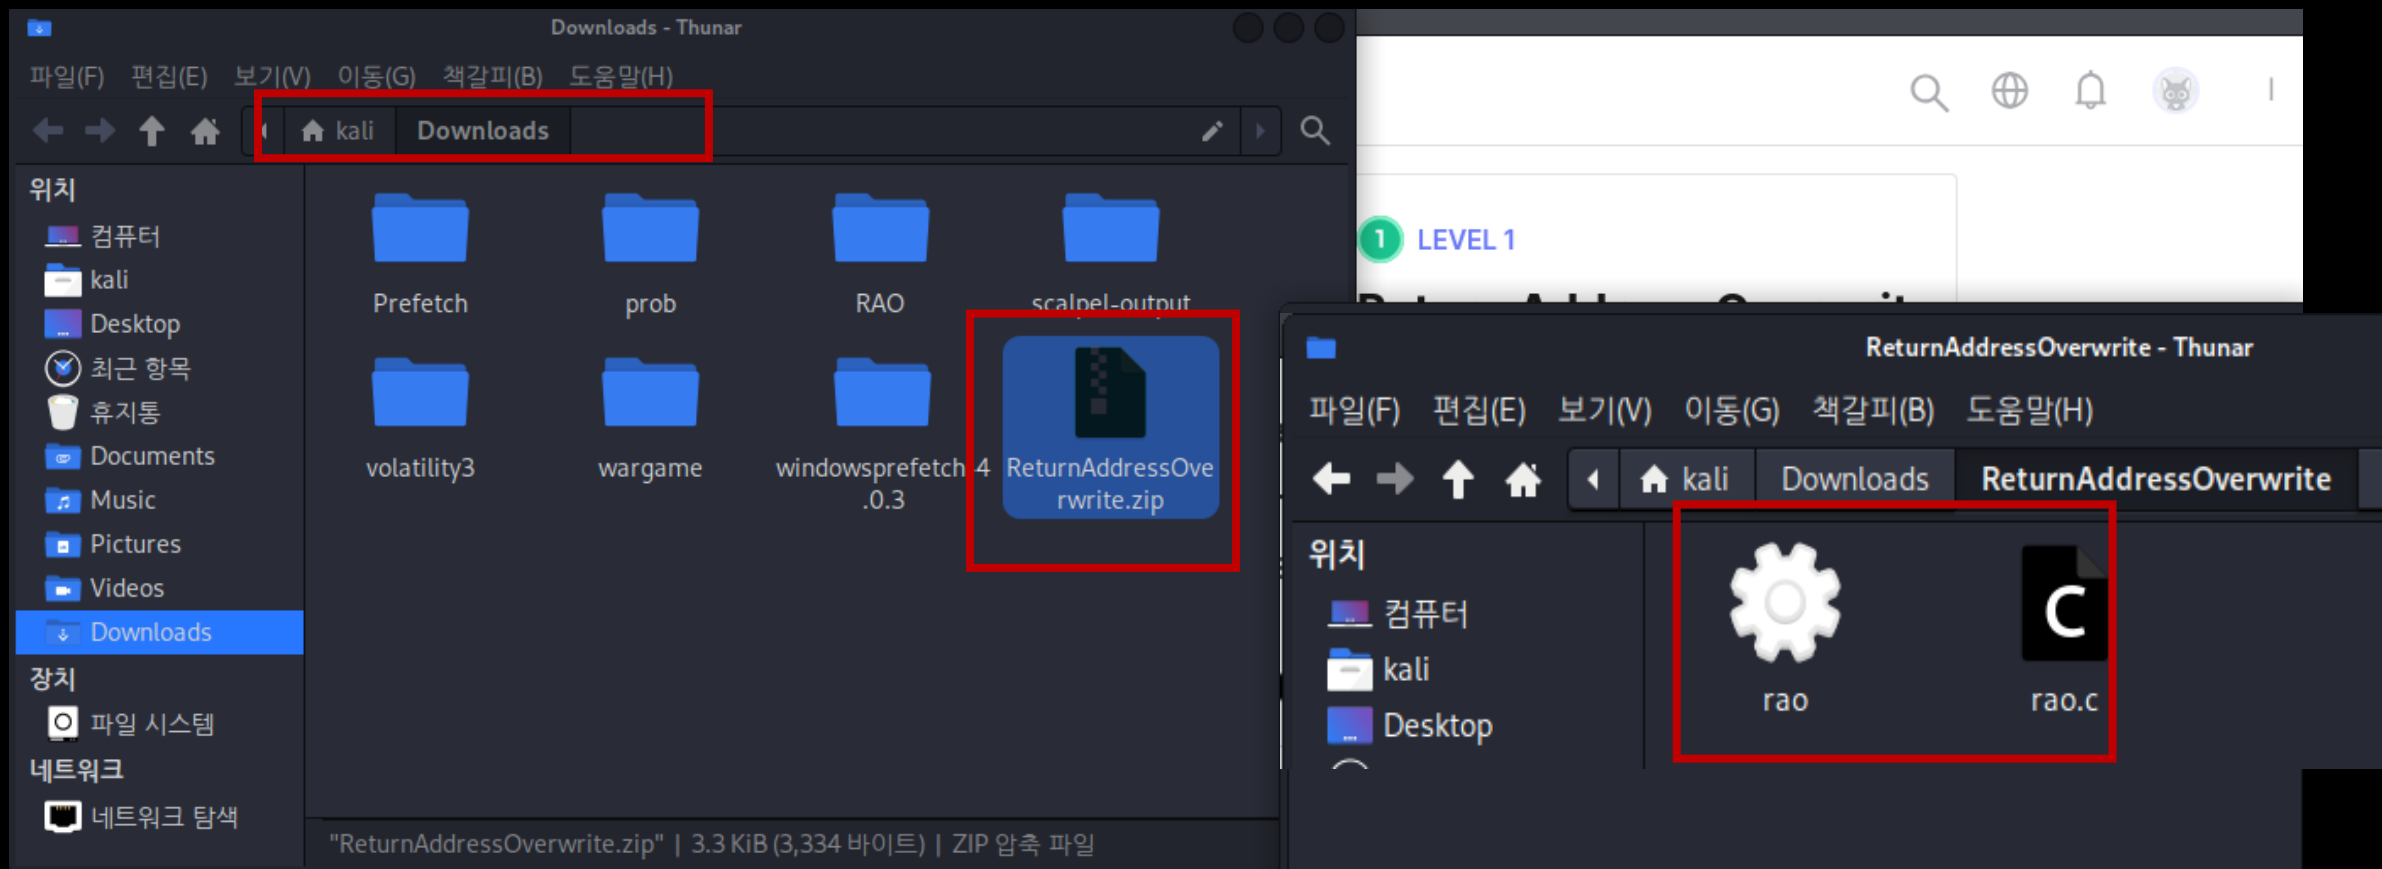 Downloads - Thunar
파일(F) 편집(E) 보기(V) 이동(G) 책갈피(B) 도움말(H)
kali Downloads
위치
컴퓨터
kali
Desktop
최근 항목
휴지통
Documents
Music
Pictures
Videos
Downloads
장치
파일 시스템
네트워크
네트워크 탐색
Prefetch prob RAO scalpel-output
volatility3 wargame windowsprefetch-4
.0.3
ReturnAddressOve
rwrite.zip
"ReturnAddressOverwrite.zip" | 3.3 KiB (3,334 바이트) | ZIP 압축 파일
1 LEVEL 1
ReturnAddressOverwrite - Thunar
파일(F) 편집(E) 보기(V) 이동(G) 책갈피(B) 도움말(H)
kali Downloads ReturnAddressOverwrite
위치
컴퓨터
kali
Desktop
C
rao rao.c